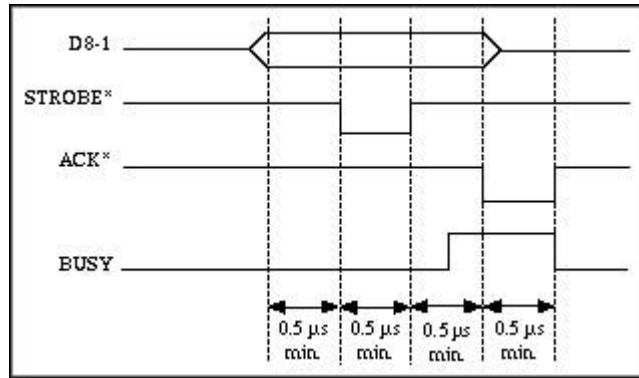 D8-1
STROBE*
ACK*
BUSY
0.5 µs min.
0.5 µs min.
0.5 µs min.
0.5 µs min.